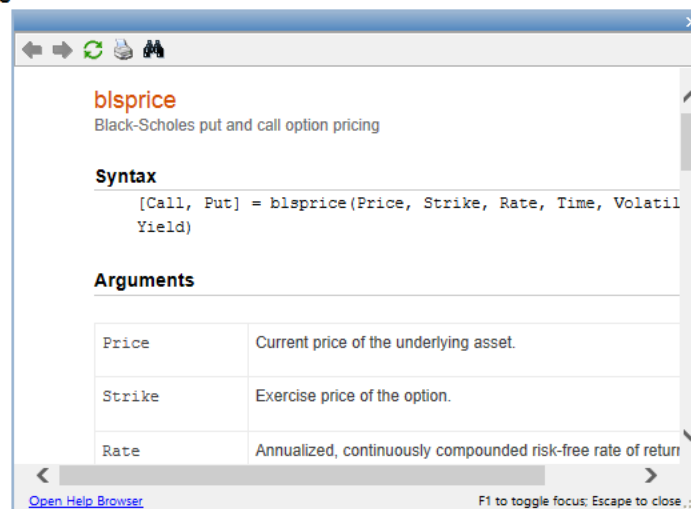 blsprice
Black-Scholes put and call option pricing
Syntax
[Call, Put] = blsprice(Price, Strike, Rate, Time, Volatil
Yield)
Arguments
Price Current price of the underlying asset.
Strike Exercise price of the option.
Rate Annualized, continuously compounded risk-free rate of return
Open Help Browser F1 to toggle focus; Escape to close